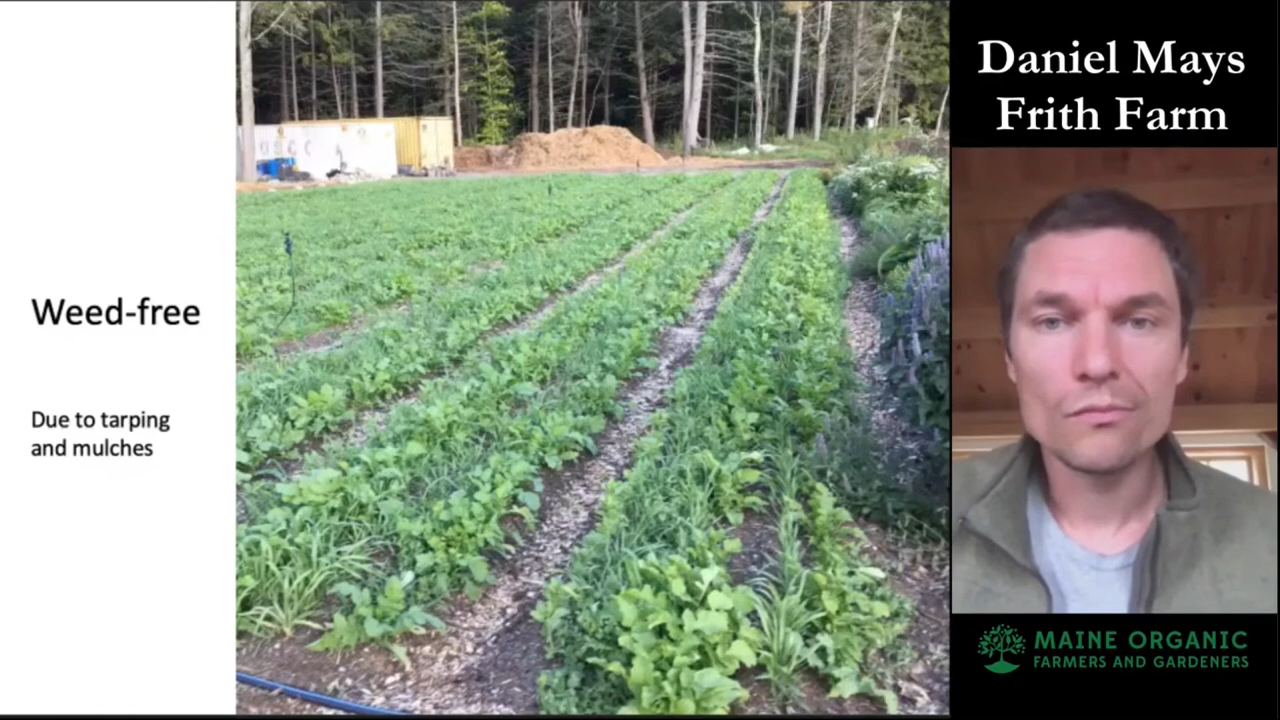 Weed-free
Due to tarping
and mulches
Daniel Mays
Frith Farm
MAINE ORGANIC
FARMERS AND GARDENERS